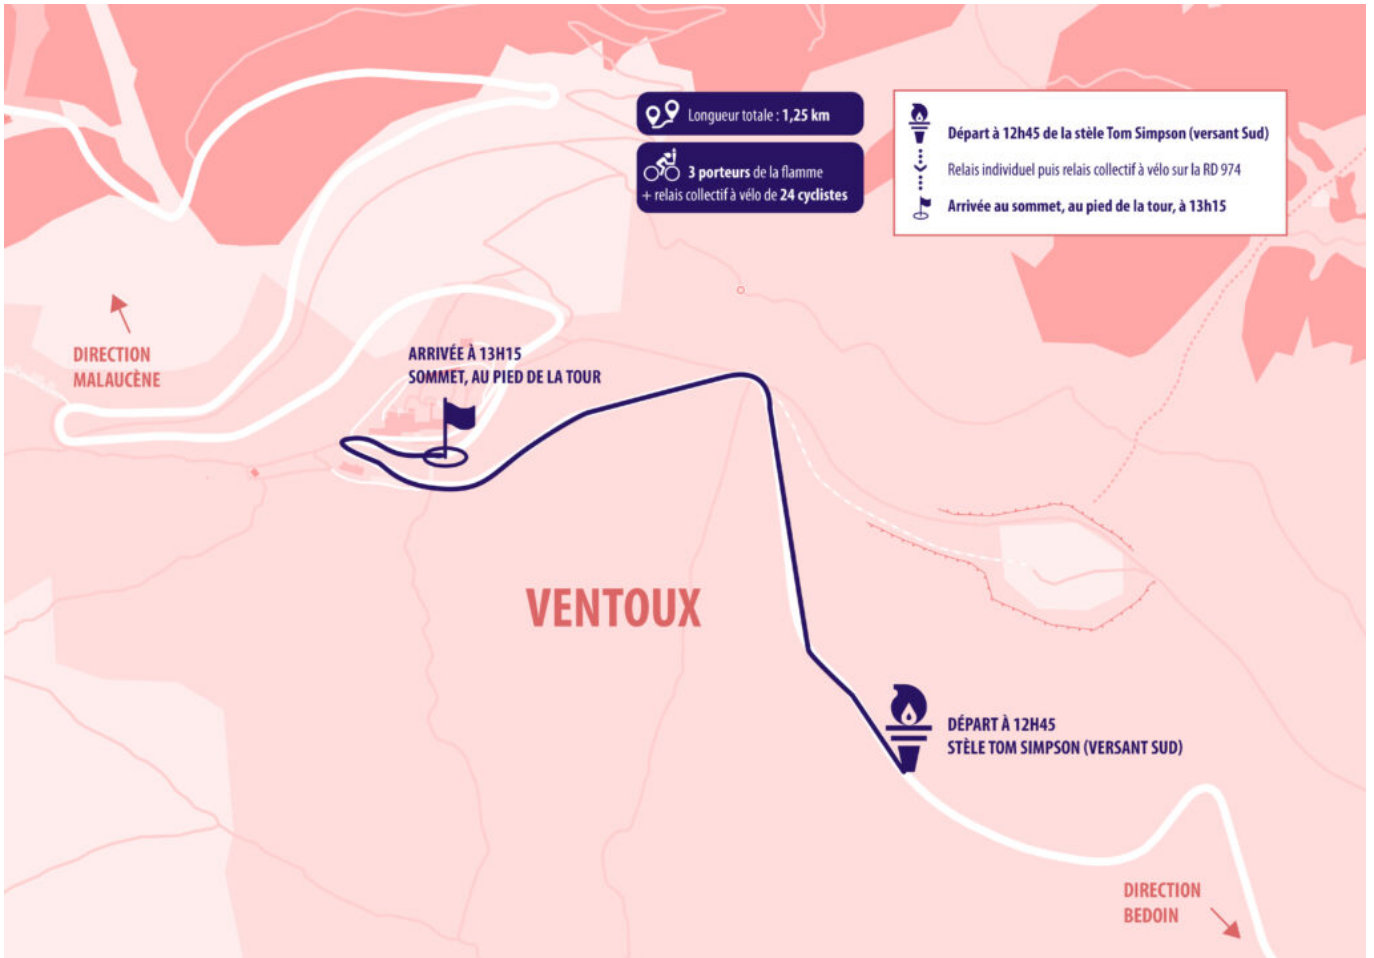 Longueur totale : 1,25 km
3 porteurs de la flamme
+ relais collectif à vélo de 24 cyclistes
Départ à 12h45 de la stèle Tom Simpson (versant Sud)
Relais individuel puis relais collectif à vélo sur la RD 974
Arrivée au sommet, au pied de la tour, à 13h15
DIRECTION
MALAUCÈNE
ARRIVÉE À 13H15
SOMMET, AU PIED DE LA TOUR
VENTOUX
DÉPART À 12H45
STÈLE TOM SIMPSON (VERSANT SUD)
DIRECTION
BEDOIN